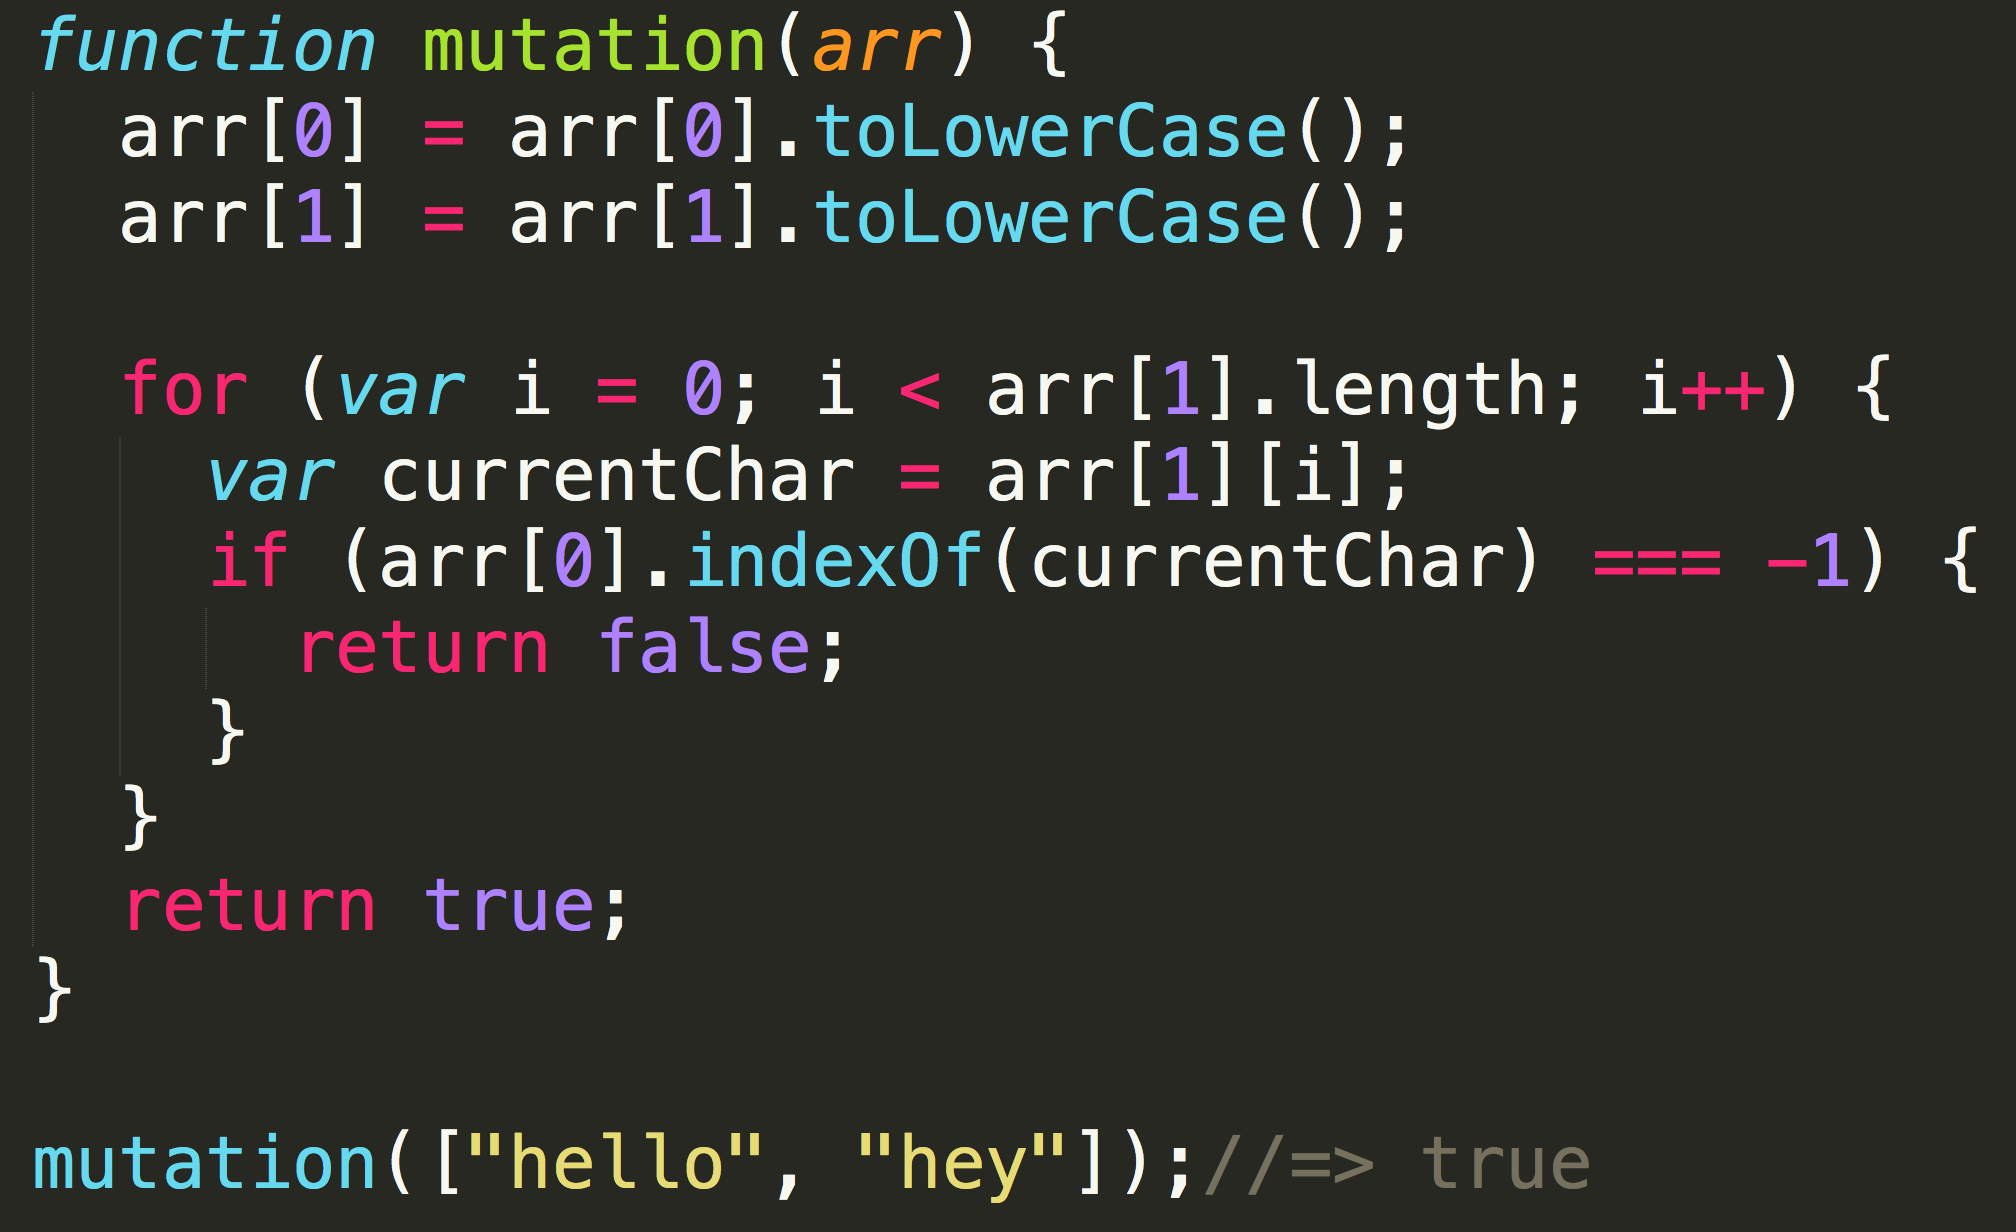 function mutation(arr) {
  arr[0] = arr[0].toLowerCase();
  arr[1] = arr[1].toLowerCase();

  for (var i = 0; i < arr[1].length; i++) {
    var currentChar = arr[1][i];
    if (arr[0].indexOf(currentChar) === -1) {
      return false;
    }
  }
  return true;
}

mutation(["hello", "hey"]);//=> true